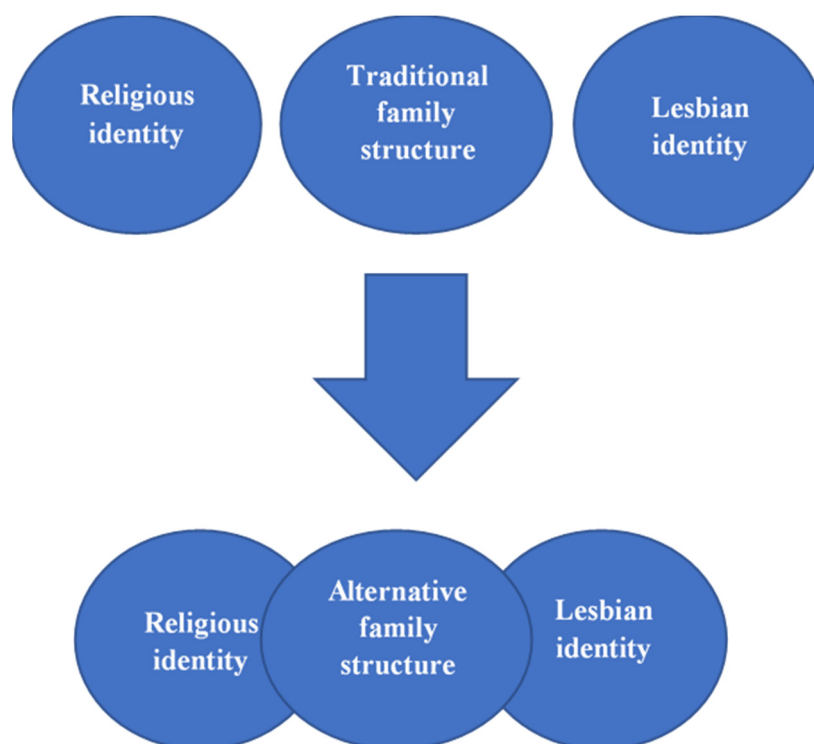 Religious
identity
Traditional
family
structure
Lesbian
identity
Religious
identity
Alternative
family
structure
Lesbian
identity